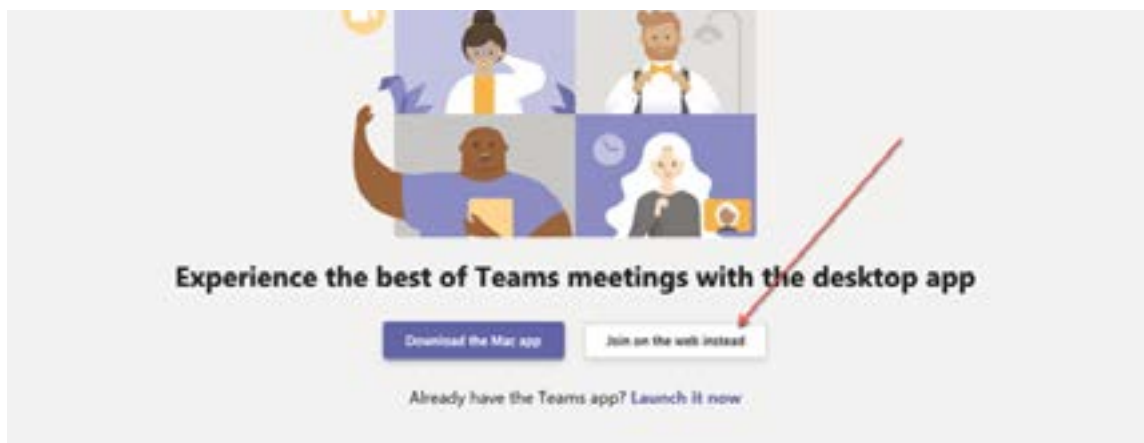 Experience the best of Teams meetings with the desktop app
Download the Mac app
Join on the web instead
Already have the Teams app? Launch it now